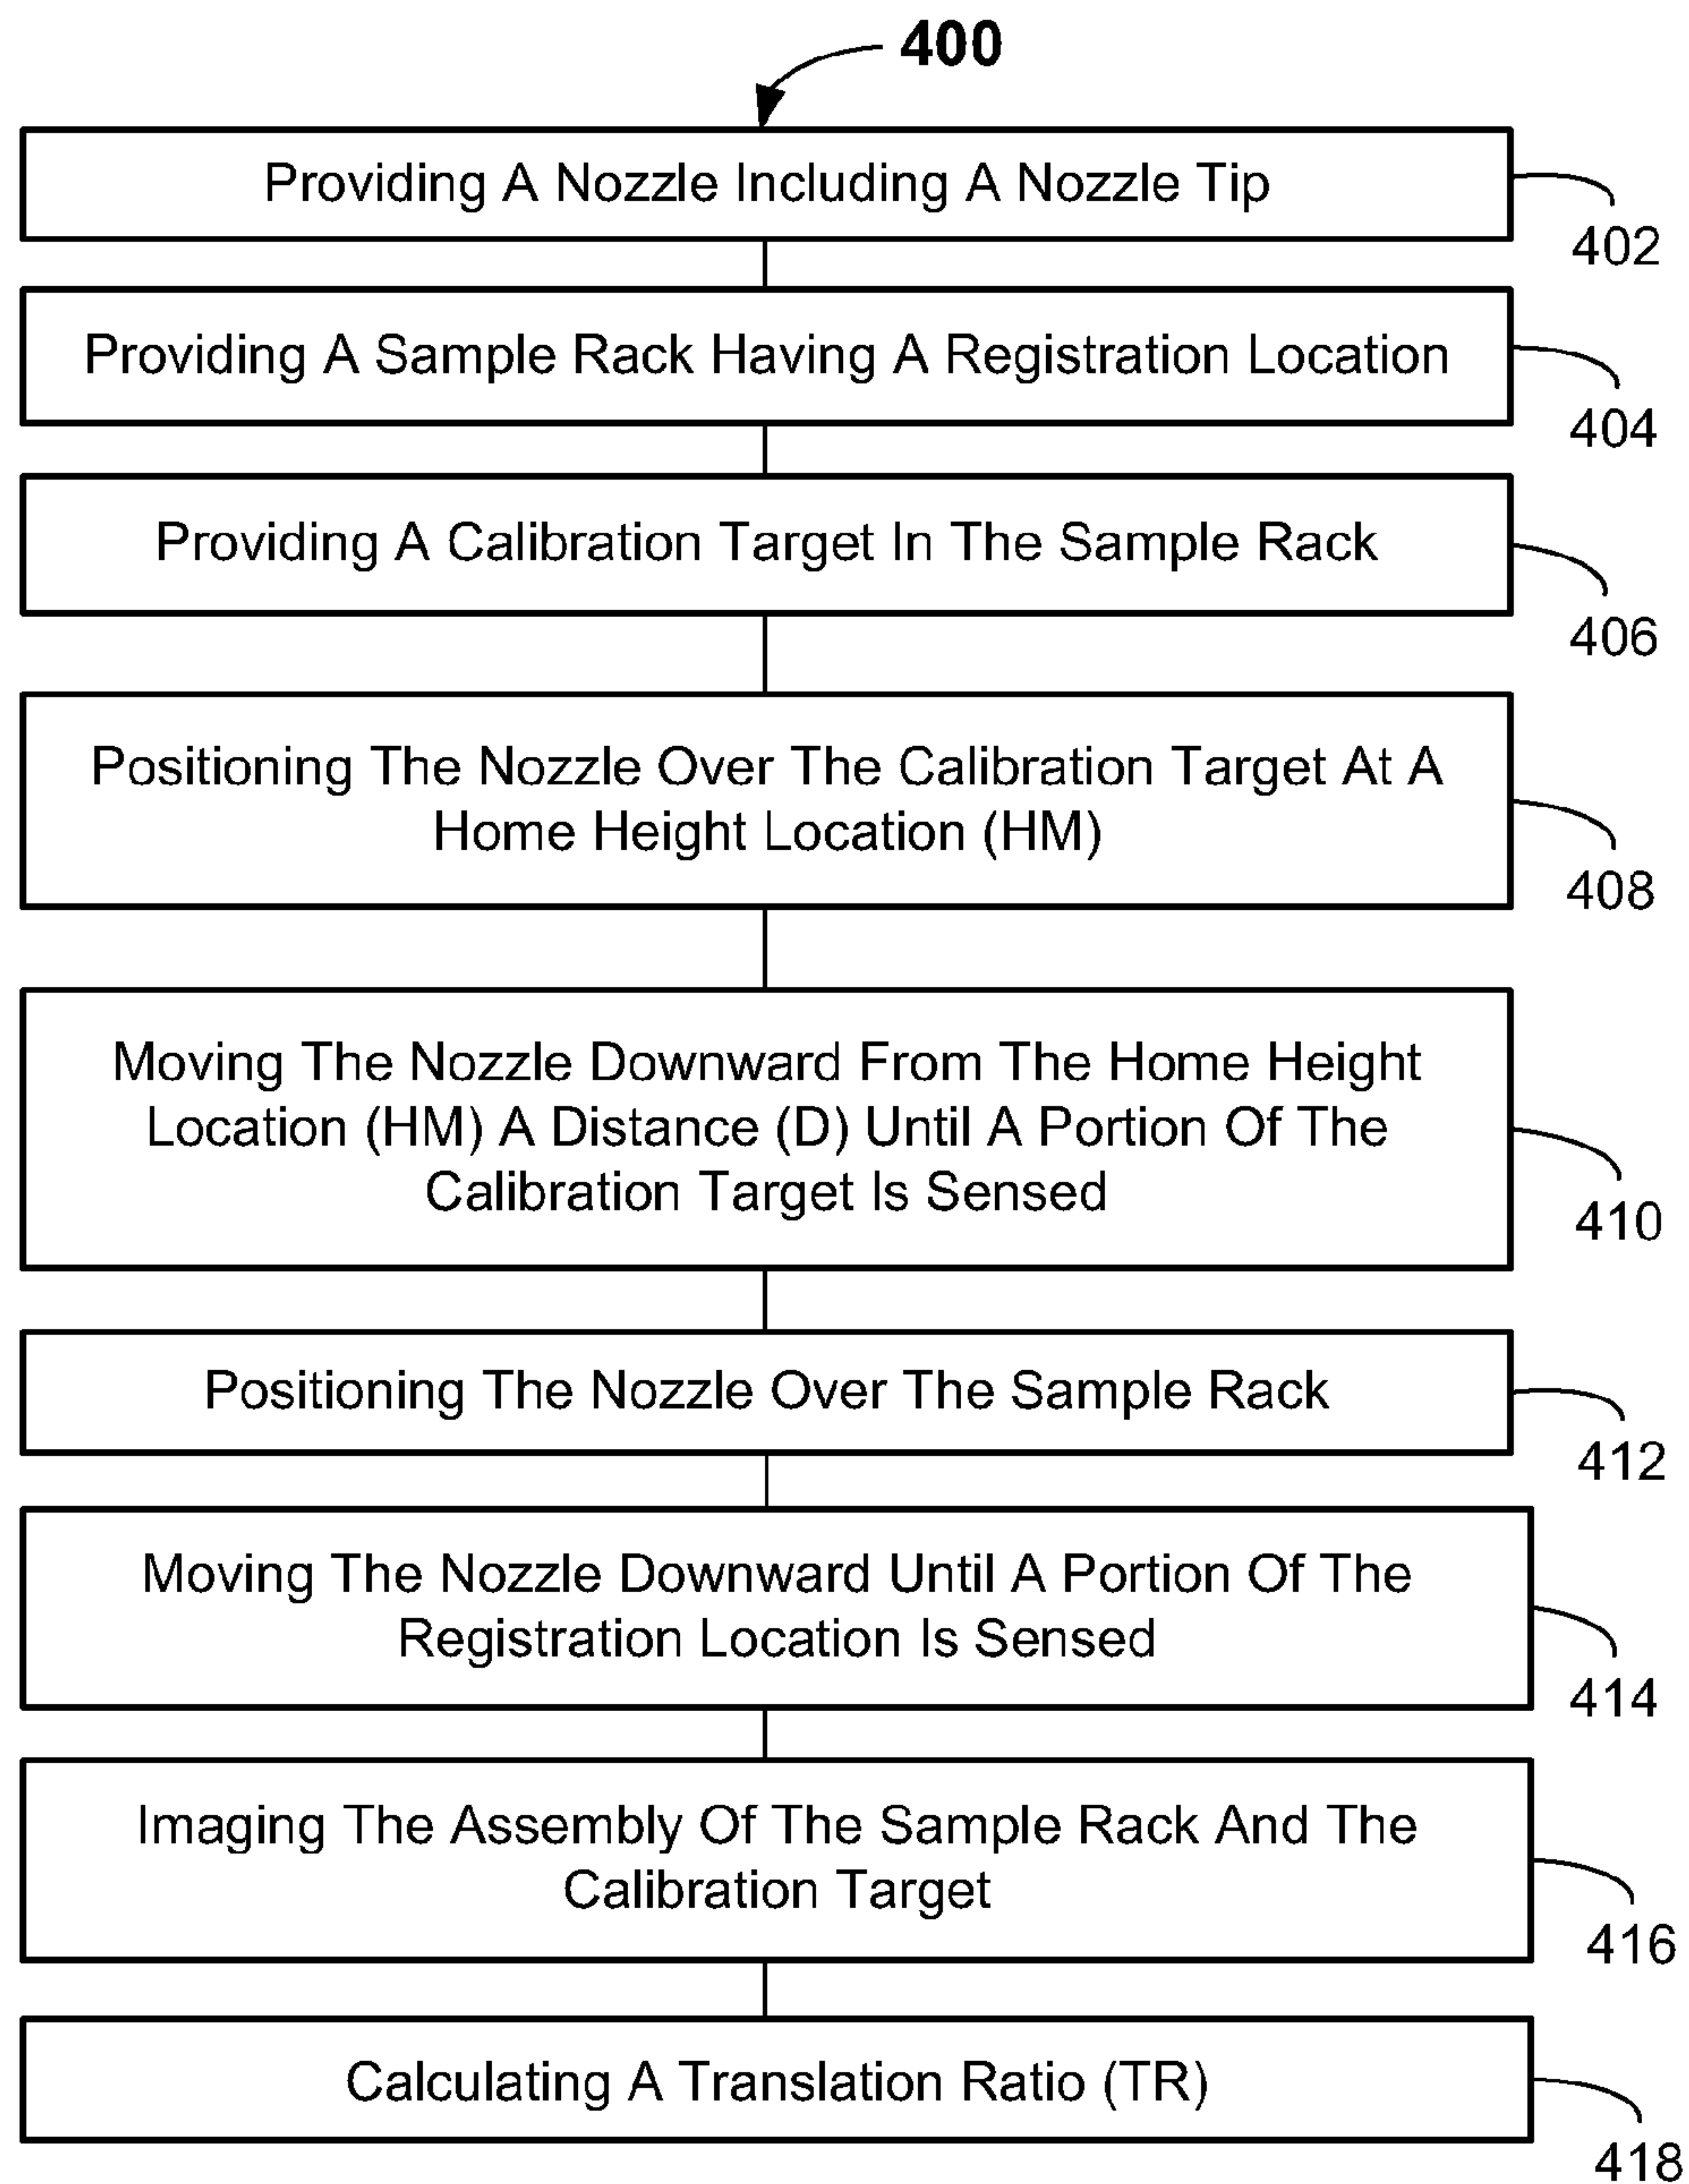 400
Providing A Nozzle Including A Nozzle Tip
402
Providing A Sample Rack Having A Registration Location
404
Providing A Calibration Target In The Sample Rack
406
Positioning The Nozzle Over The Calibration Target At A
Home Height Location (HM)
408
Moving The Nozzle Downward From The Home Height
Location (HM) A Distance (D) Until A Portion Of The
Calibration Target Is Sensed
410
Positioning The Nozzle Over The Sample Rack
412
Moving The Nozzle Downward Until A Portion Of The
Registration Location Is Sensed
414
Imaging The Assembly Of The Sample Rack And The
Calibration Target
416
Calculating A Translation Ratio (TR)
418